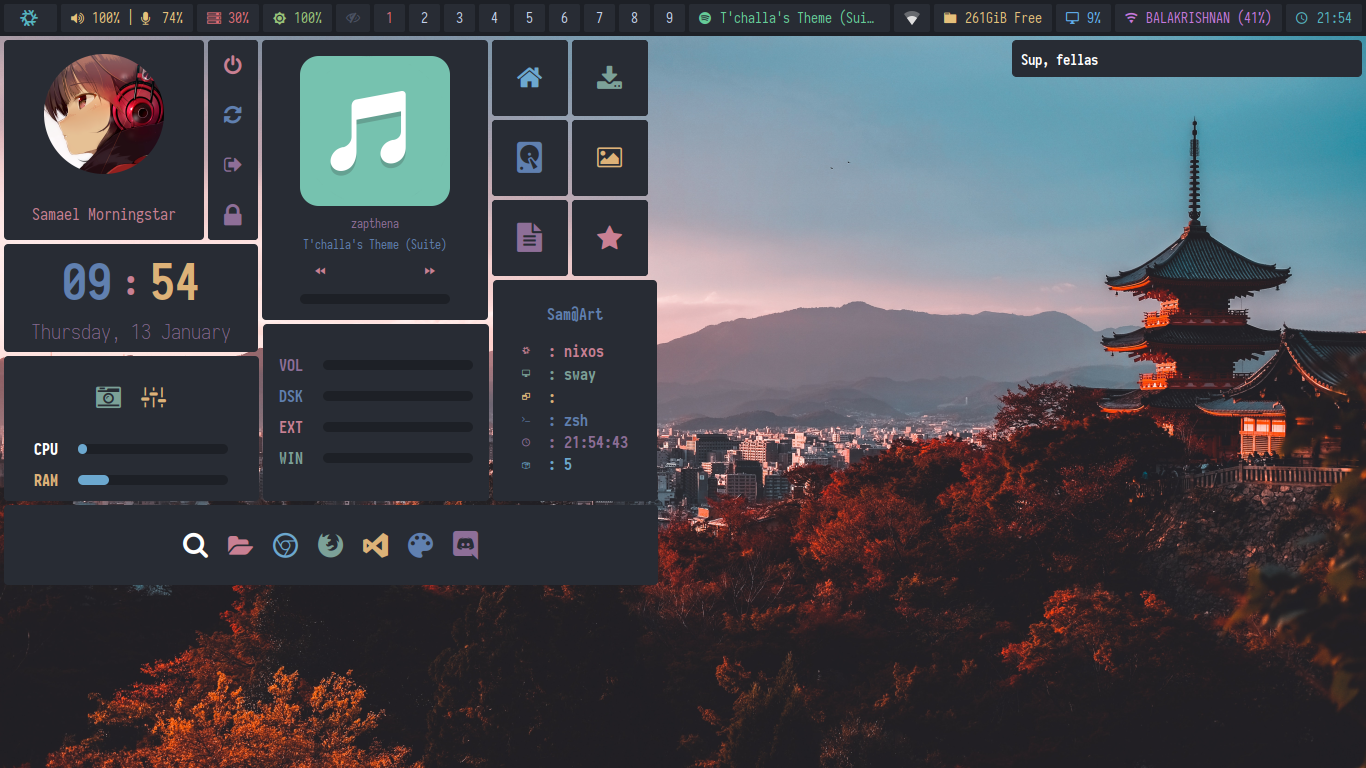 100% | 74%
30%
100%
1 2 3 4 5 6 7 8 9
T'challa's Theme (Sui…
261GiB Free
9%
BALAKRISHNAN (41%)
21:54
Sup, fellas
Samael Morningstar
09 : 54
Thursday, 13 January
CPU
RAM
zapthena
T'challa's Theme (Suite)
VOL
DSK
EXT
WIN
Sam@Art
: nixos
: sway
:
: zsh
: 21:54:43
: 5